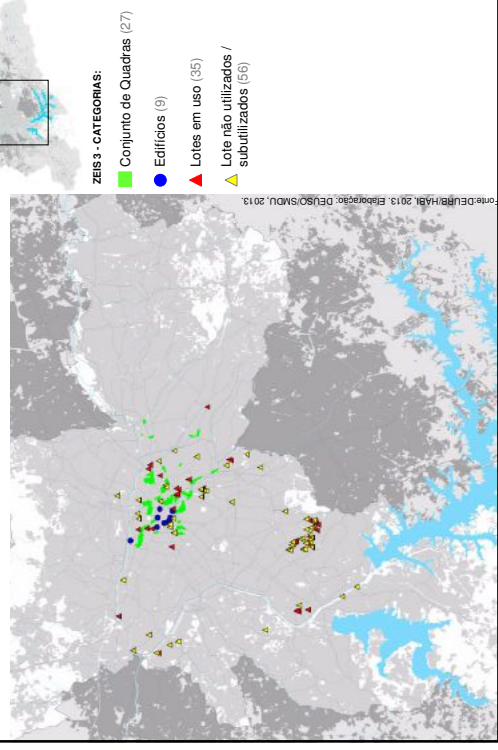 ZEIS 3 - CATEGORIAS:
Conjunto de Quadras (27)
Edifícios (9)
Lotes em uso (35)
Lote não utilizados /
subutilizados (56)
Fonte:DEURB/HABI, 2013. Elaboração: DEUSO/SMDU, 2013.